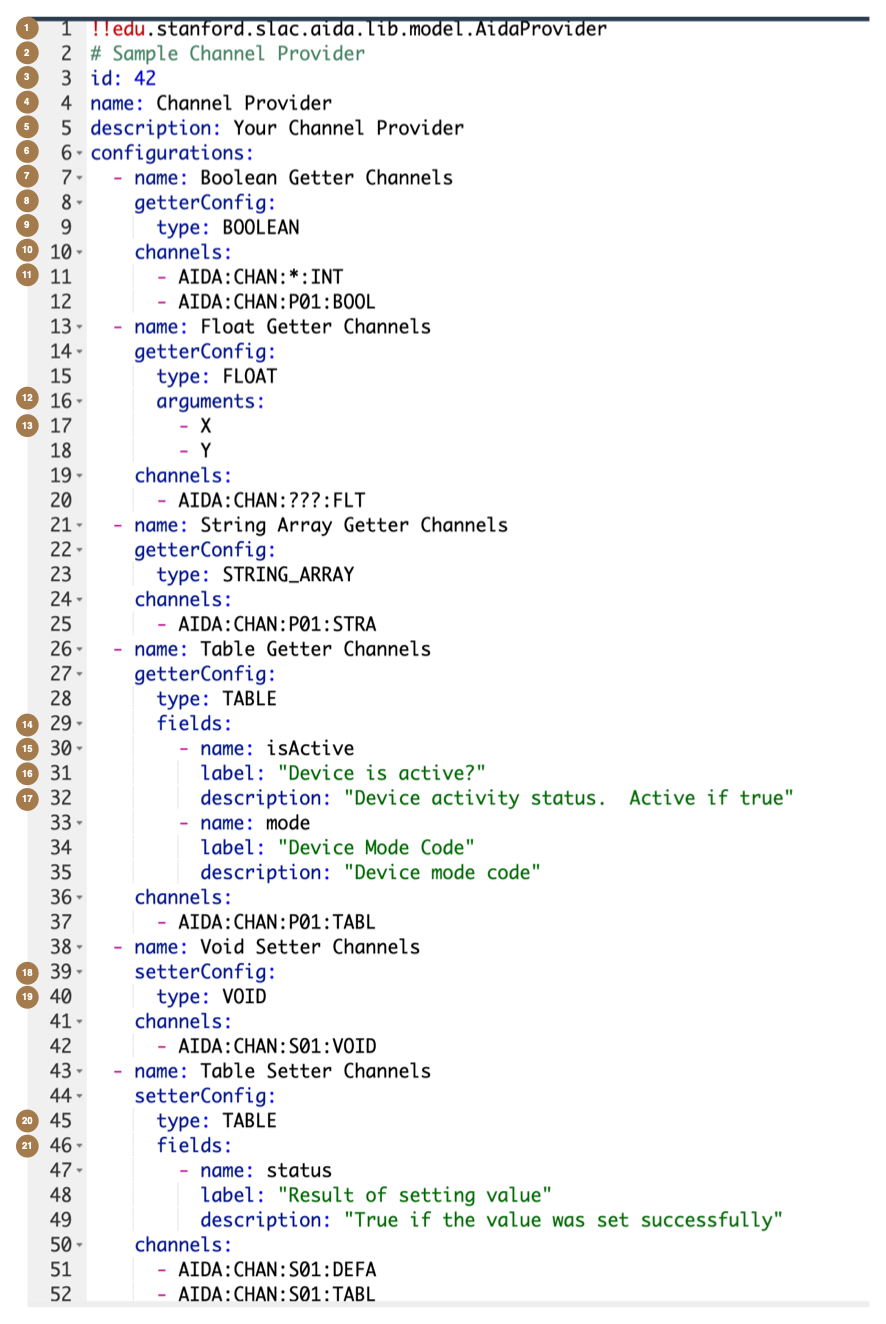 1 1 !!edu.stanford.slac.aida.lib.model.AidaProvider
2 2 # Sample Channel Provider
3 3 id: 42
4 4 name: Channel Provider
5 5 description: Your Channel Provider
6 6 configurations:
7 7 - name: Boolean Getter Channels
8 8 getterConfig:
9 9 type: BOOLEAN
10 10 channels:
11 11 - AIDA:CHAN:*:INT
12 - AIDA:CHAN:P01:BOOL
13 - name: Float Getter Channels
14 getterConfig:
15 type: FLOAT
12 16 arguments:
13 17 - X
18 - Y
19 channels:
20 - AIDA:CHAN:???:FLT
21 - name: String Array Getter Channels
22 getterConfig:
23 type: STRING_ARRAY
24 channels:
25 - AIDA:CHAN:P01:STRA
26 - name: Table Getter Channels
27 getterConfig:
28 type: TABLE
14 29 fields:
15 30 - name: isActive
16 31 label: "Device is active?"
17 32 description: "Device activity status.  Active if true"
33 - name: mode
34 label: "Device Mode Code"
35 description: "Device mode code"
36 channels:
37 - AIDA:CHAN:P01:TABL
38 - name: Void Setter Channels
18 39 setterConfig:
19 40 type: VOID
41 channels:
42 - AIDA:CHAN:S01:VOID
43 - name: Table Setter Channels
44 setterConfig:
20 45 type: TABLE
21 46 fields:
47 - name: status
48 label: "Result of setting value"
49 description: "True if the value was set successfully"
50 channels:
51 - AIDA:CHAN:S01:DEFA
52 - AIDA:CHAN:S01:TABL